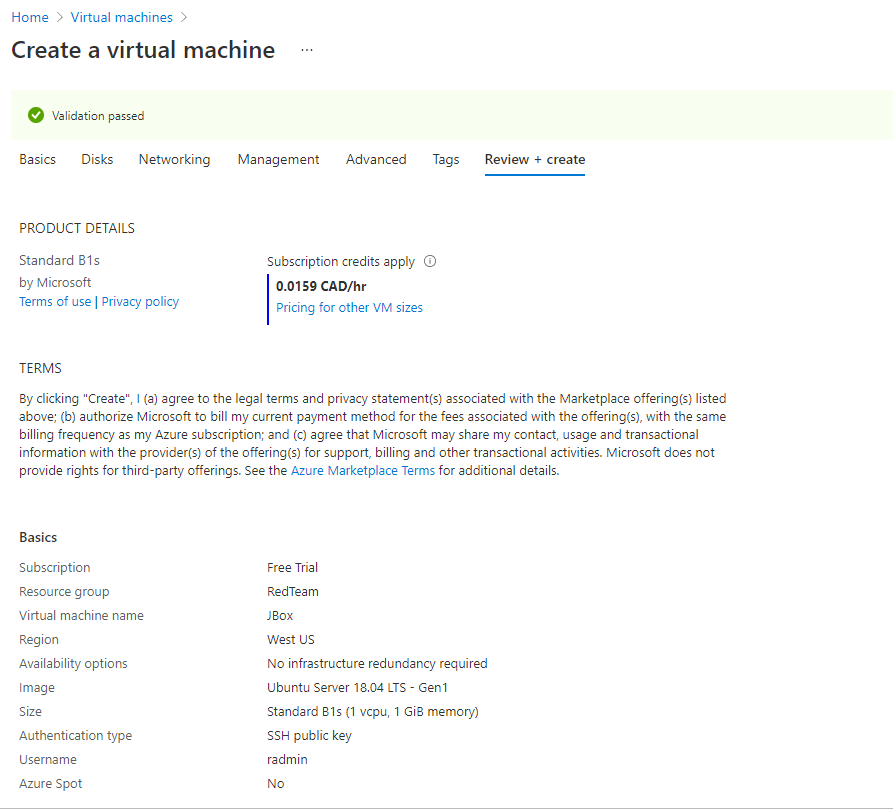 Home > Virtual machines >
Create a virtual machine ...
Validation passed
Basics Disks Networking Management Advanced Tags Review + create
PRODUCT DETAILS
Standard B1s
by Microsoft
Terms of use | Privacy policy
Subscription credits apply
0.0159 CAD/hr
Pricing for other VM sizes
TERMS
By clicking "Create", I (a) agree to the legal terms and privacy statement(s) associated with the Marketplace offering(s) listed
above; (b) authorize Microsoft to bill my current payment method for the fees associated with the offering(s), with the same
billing frequency as my Azure subscription; and (c) agree that Microsoft may share my contact, usage and transactional
information with the provider(s) of the offering(s) for support, billing and other transactional activities. Microsoft does not
provide rights for third-party offerings. See the Azure Marketplace Terms for additional details.
Basics
Subscription Free Trial
Resource group RedTeam
Virtual machine name JBox
Region West US
Availability options No infrastructure redundancy required
Image Ubuntu Server 18.04 LTS - Gen1
Size Standard B1s (1 vcpu, 1 GiB memory)
Authentication type SSH public key
Username radmin
Azure Spot No